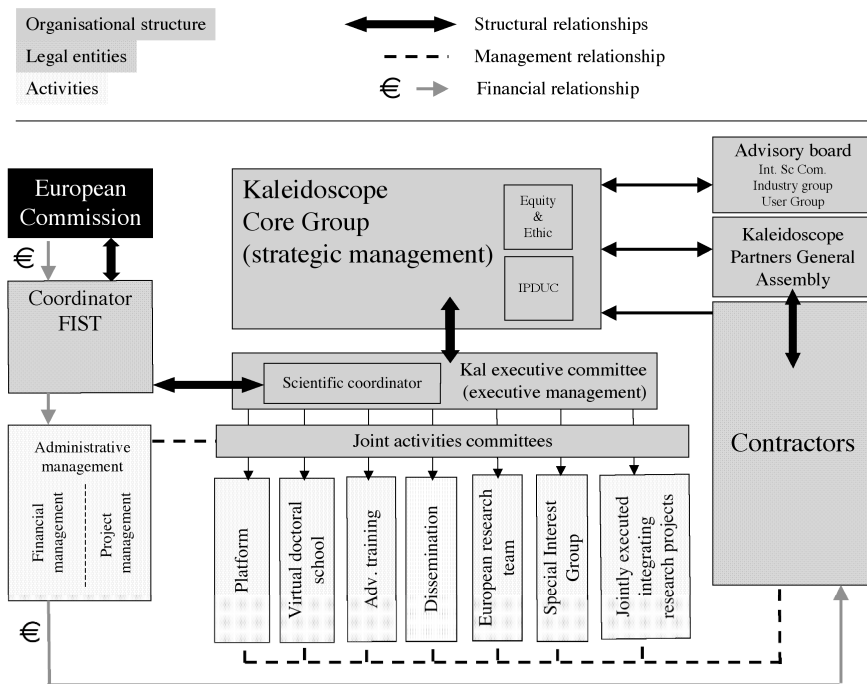 Organisational structure
Legal entities
Activities
Structural relationships
Management relationship
€
Financial relationship
European
Commission
€
Coordinator
FIST
Administrative
management
Financial
management
Project
management
€
Kaleidoscope
Core Group
(strategic management)
Equity
&
Ethic
IPDUC
Advisory board
Int. Sc Com.
Industry group
User Group
Kaleidoscope
Partners General
Assembly
Scientific coordinator
Kal executive committee
(executive management)
Joint activities committees
Contractors
Platform
Virtual doctoral
school
Adv. training
Dissemination
European research
team
Special Interest
Group
Jointly executed
integrating
research projects